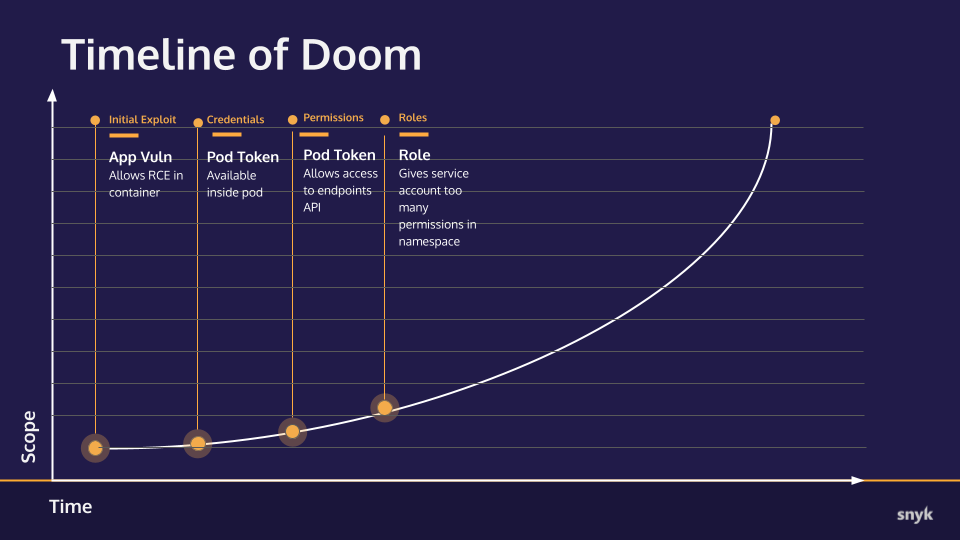 Timeline of Doom
Initial Exploit
App Vuln
Allows RCE in
container
Credentials
Pod Token
Available
inside pod
Permissions
Pod Token
Allows access
to endpoints
API
Roles
Role
Gives service
account too
many
permissions in
namespace
Scope
Time
snyk